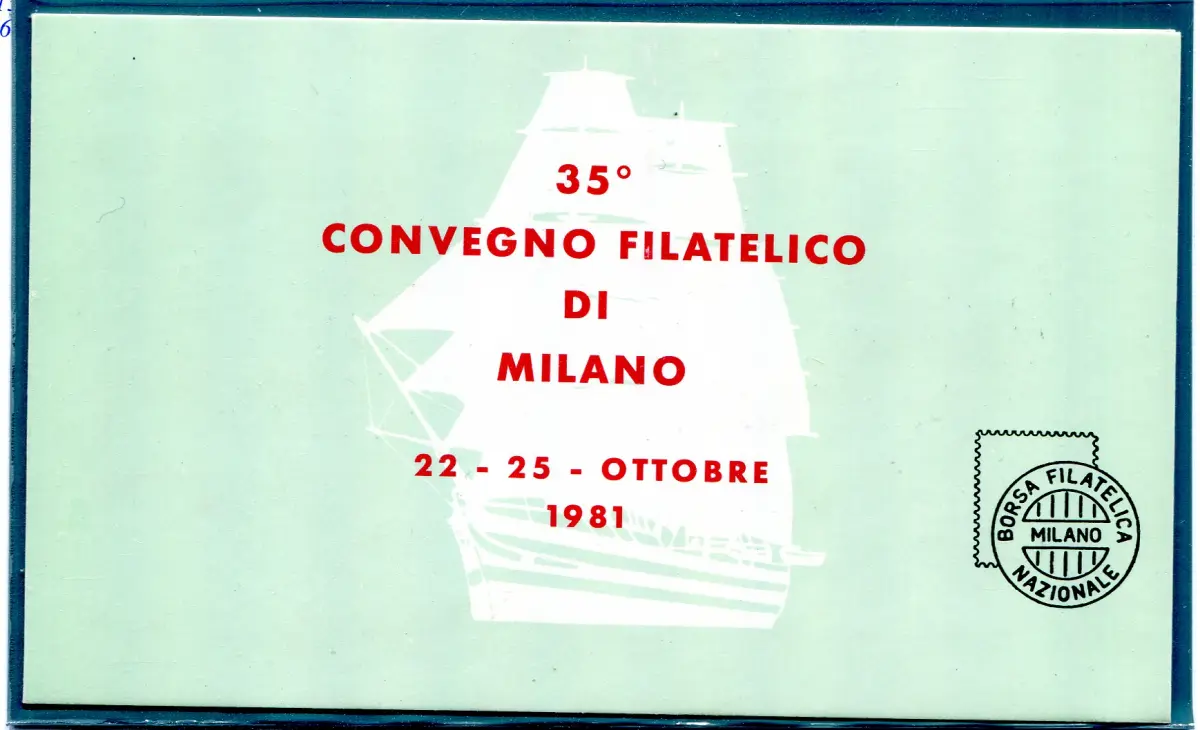 35°
CONVEGNO FILATELICO
DI
MILANO
22 - 25 - OTTOBRE
1981
BORSA FILATELICA
MILANO
NAZIONALE